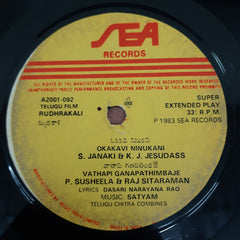 SEA
RECORDS
ALL RIGHTS OF THE MANUFACTURER AND OF THE OWNER OF THE RECORDED WORK RESERVED
UNAUTHORISED PUBLIC PERFORMANCE BROADCASTING AND COPYING OF THIS RECORD PROHIBITED
A2001-092
TELUGU FILM
RUDHRAKALI
SUPER
EXTENDED PLAY
33⅓ R.P.M.
℗ 1983 SEA RECORDS
OKAKAVI NINUKANI
S. JANAKI & K. J. JESUDASS
VATHAPI GANAPATHIMBAJE
P. SUSHEELA & RAJ SITARAMAN
LYRICS: DASARI NARAYANA RAO
MUSIC: SATYAM
TELUGU CHITRA COMBINES